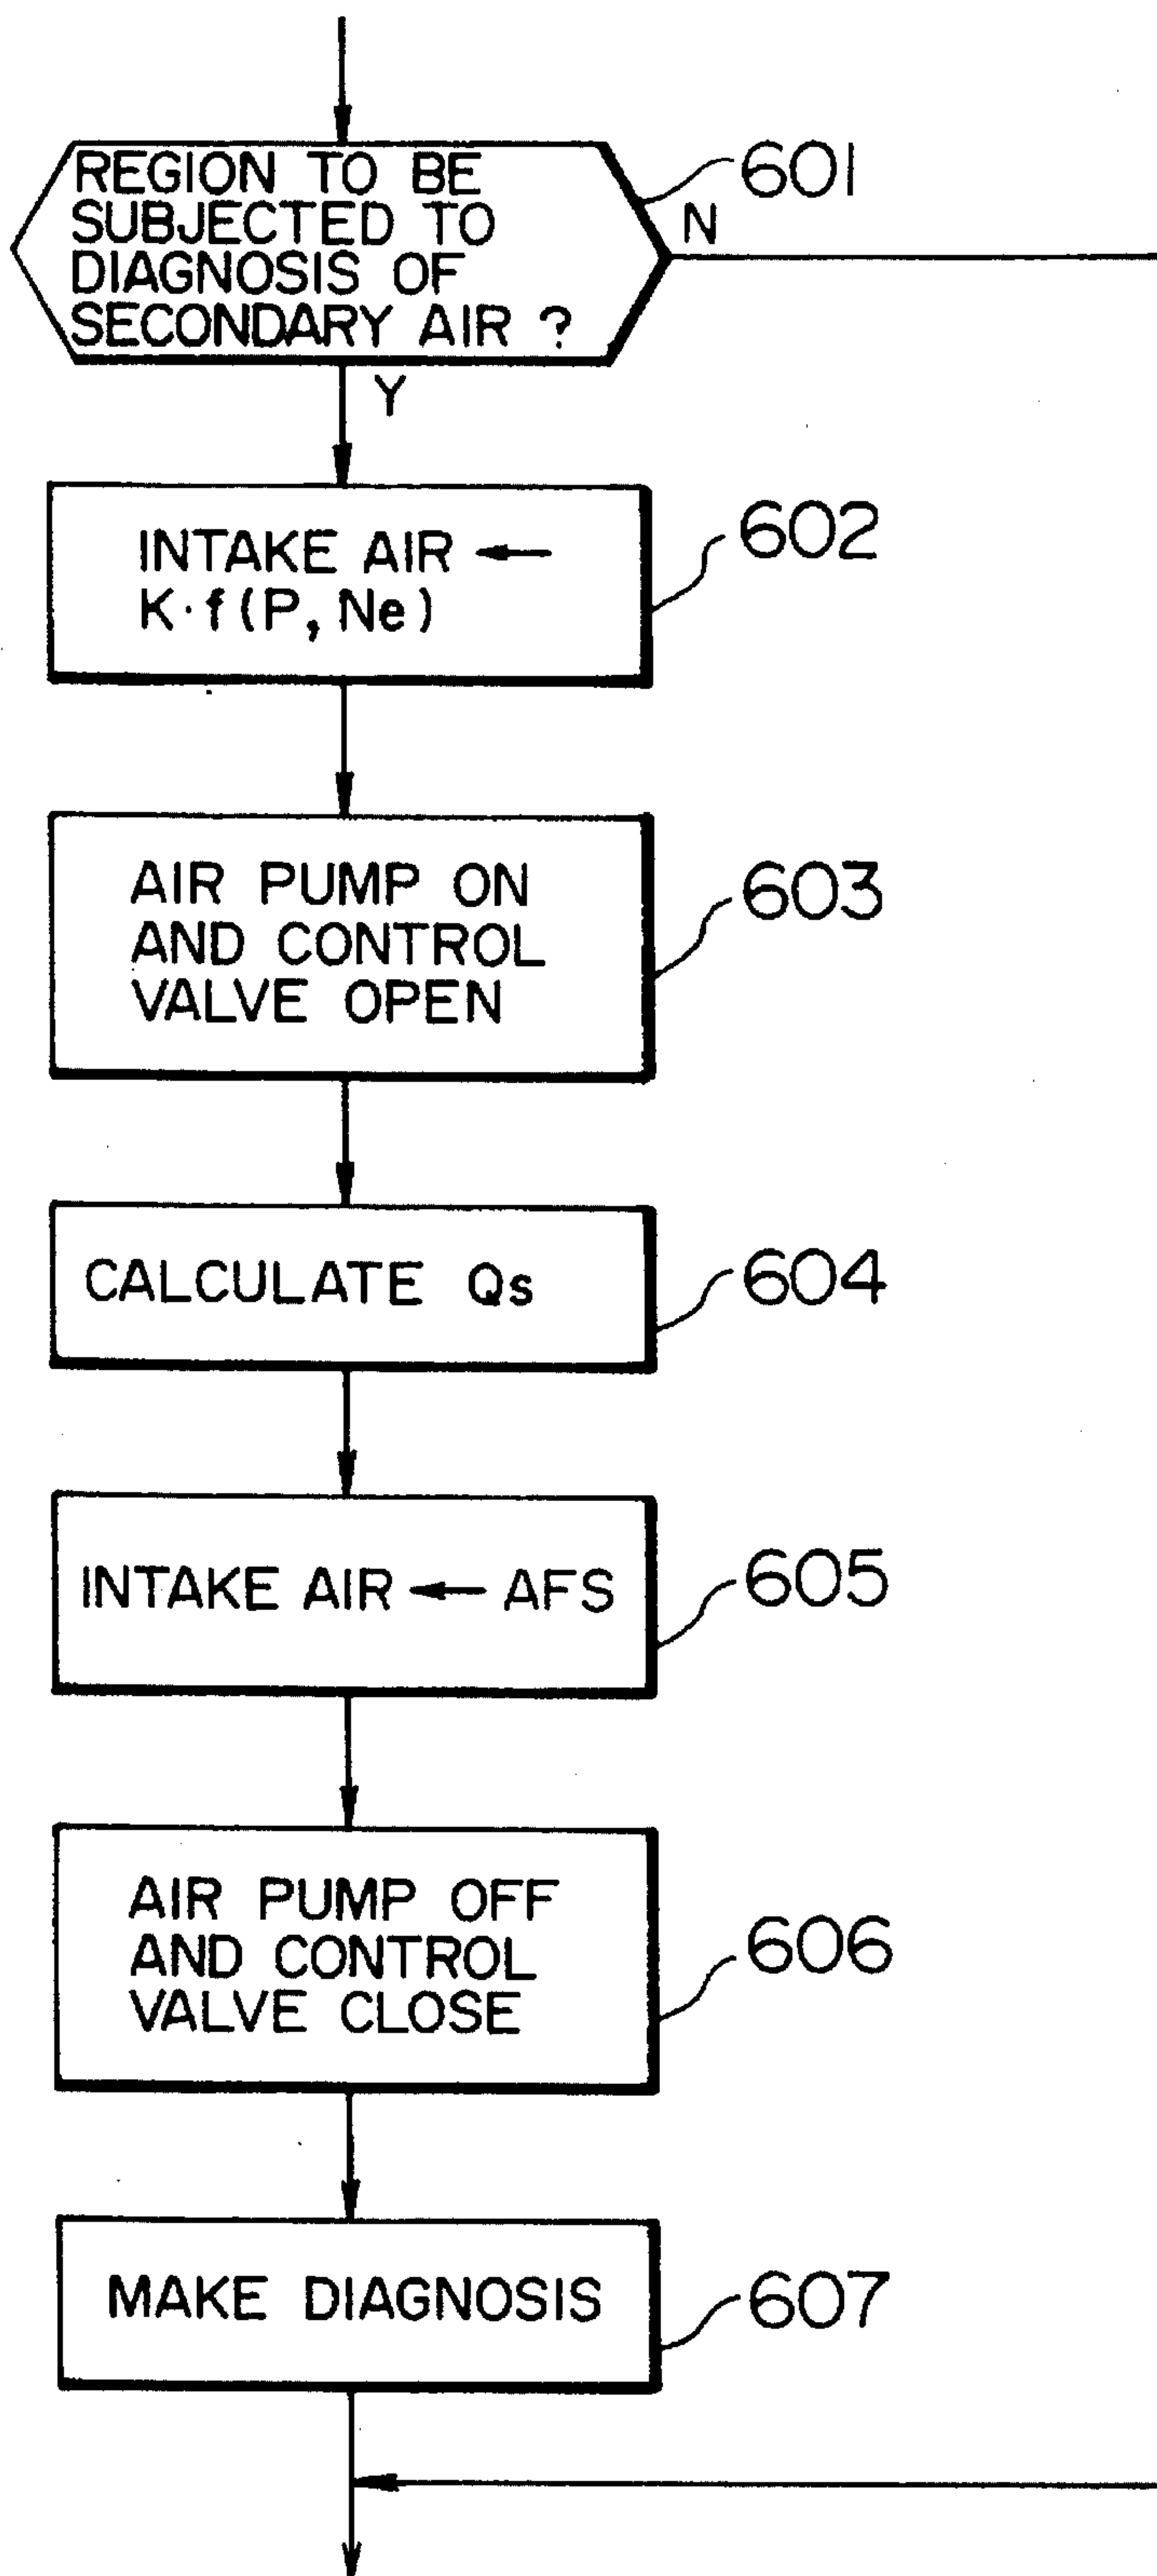 REGION TO BE
SUBJECTED TO
DIAGNOSIS OF
SECONDARY AIR ?
601
N
Y
INTAKE AIR ←
K·f(P, Ne)
602
AIR PUMP ON
AND CONTROL
VALVE OPEN
603
CALCULATE Qs
604
INTAKE AIR ← AFS
605
AIR PUMP OFF
AND CONTROL
VALVE CLOSE
606
MAKE DIAGNOSIS
607